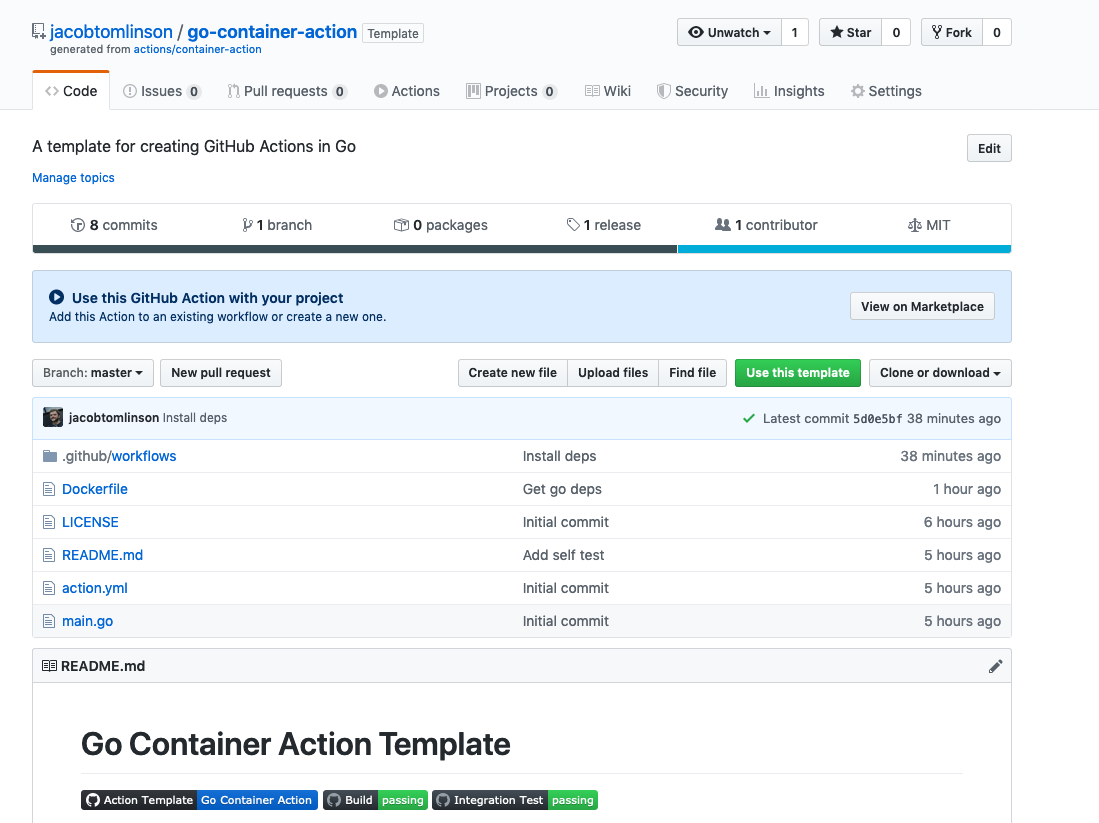 jacobtomlinson / go-container-action Template Unwatch 1 Star 0 Fork 0
generated from actions/container-action
Code Issues 0 Pull requests 0 Actions Projects 0 Wiki Security Insights Settings
A template for creating GitHub Actions in Go Edit
Manage topics
8 commits 1 branch 0 packages 1 release 1 contributor MIT
Use this GitHub Action with your project
Add this Action to an existing workflow or create a new one. View on Marketplace
Branch: master New pull request Create new file Upload files Find file Use this template Clone or download
jacobtomlinson Install deps Latest commit 5d0e5bf 38 minutes ago
.github/workflows Install deps 38 minutes ago
Dockerfile Get go deps 1 hour ago
LICENSE Initial commit 6 hours ago
README.md Add self test 5 hours ago
action.yml Initial commit 5 hours ago
main.go Initial commit 5 hours ago
README.md
Go Container Action Template
Action Template Go Container Action Build passing Integration Test passing